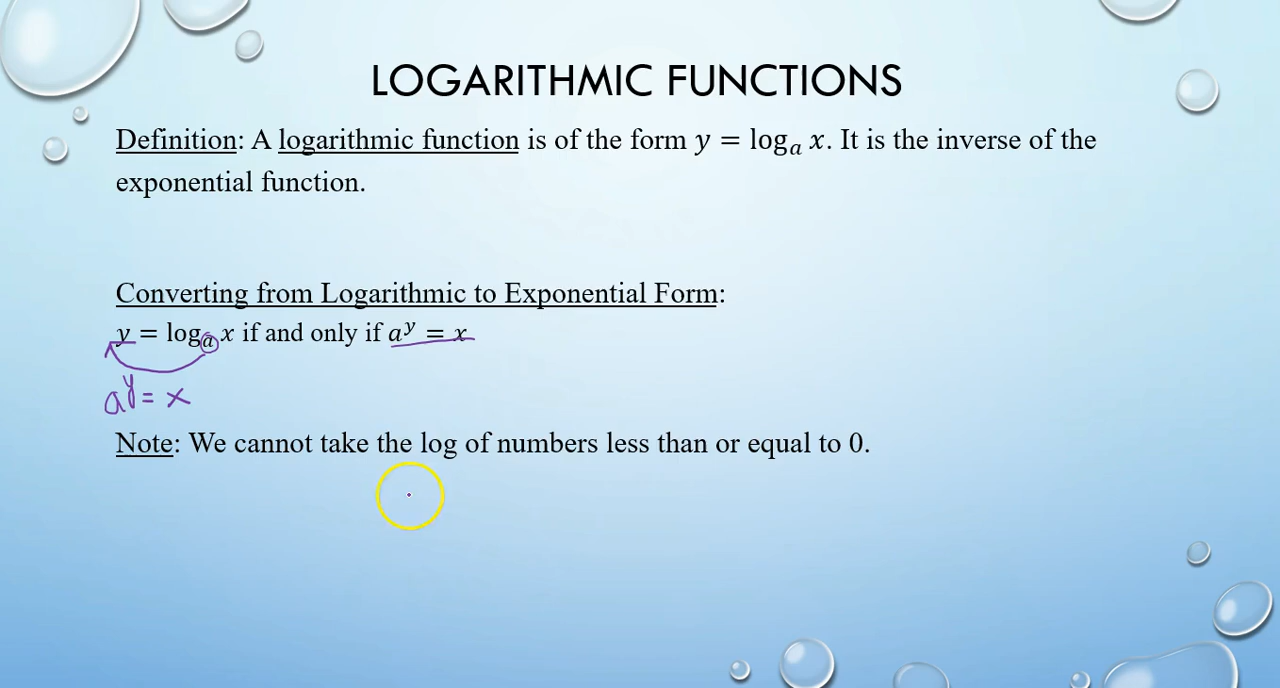 LOGARITHMIC FUNCTIONS
Definition: A logarithmic function is of the form y = logₐ x. It is the inverse of the
exponential function.
Converting from Logarithmic to Exponential Form:
y = logₐ x if and only if aʸ = x
aʸ = x
Note: We cannot take the log of numbers less than or equal to 0.